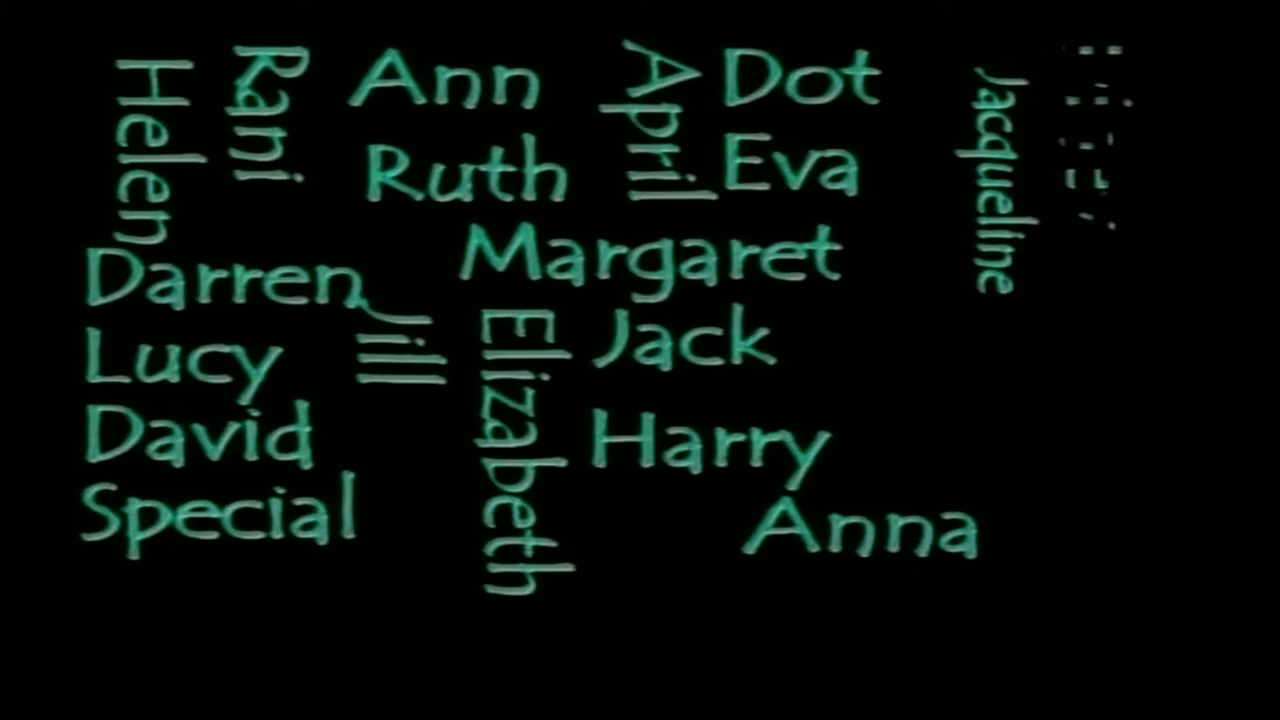 Helen
Rani
Ann
April
Dot
Jacqueline
Ruth
Eva
Margaret
Darren
Jill
Elizabeth
Jack
Lucy
David
Harry
Special
Anna